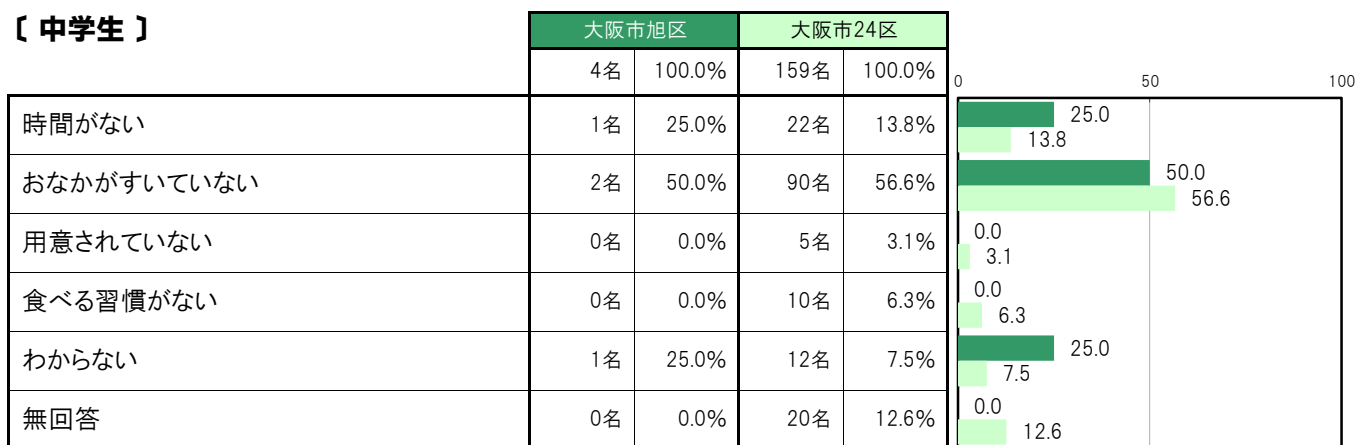 〔 中学生 〕
大阪市旭区 大阪市24区
4名 100.0% 159名 100.0%
0 50 100
時間がない 1名 25.0% 22名 13.8%
25.0
13.8
おなかがすいていない 2名 50.0% 90名 56.6%
50.0
56.6
用意されていない 0名 0.0% 5名 3.1%
0.0
3.1
食べる習慣がない 0名 0.0% 10名 6.3%
0.0
6.3
わからない 1名 25.0% 12名 7.5%
25.0
7.5
無回答 0名 0.0% 20名 12.6%
0.0
12.6